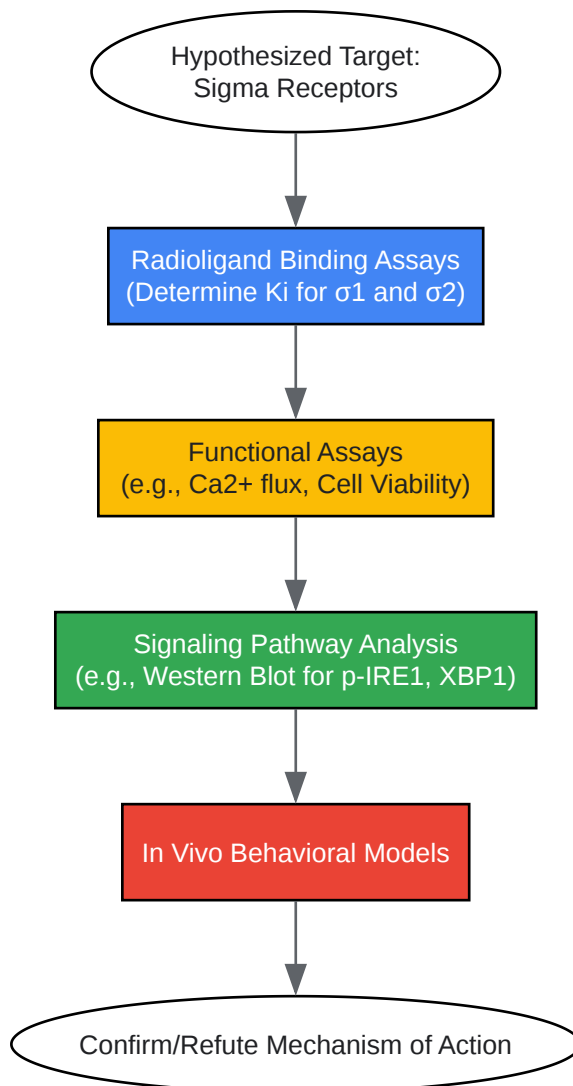 Hypothesized Target:
Sigma Receptors
Radioligand Binding Assays
(Determine Ki for σ1 and σ2)
Functional Assays
(e.g., Ca2+ flux, Cell Viability)
Signaling Pathway Analysis
(e.g., Western Blot for p-IRE1, XBP1)
In Vivo Behavioral Models
Confirm/Refute Mechanism of Action